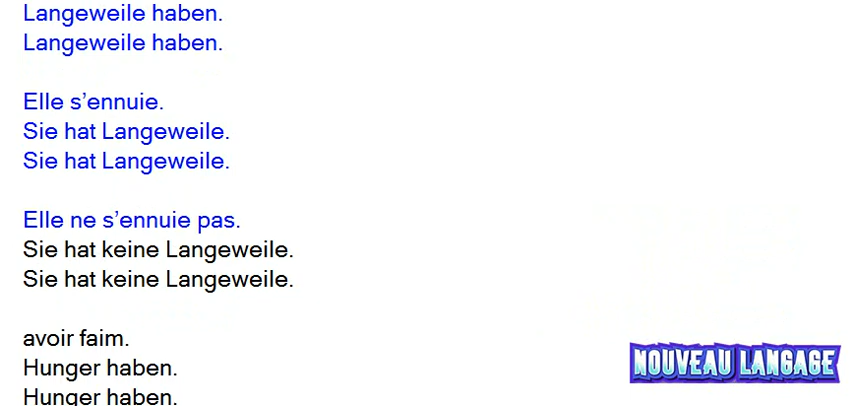 Langeweile haben.
Langeweile haben.
Elle s'ennuie.
Sie hat Langeweile.
Sie hat Langeweile.
Elle ne s'ennuie pas.
Sie hat keine Langeweile.
Sie hat keine Langeweile.
avoir faim.
Hunger haben.
Hunger haben.
NOUVEAU LANGAGE